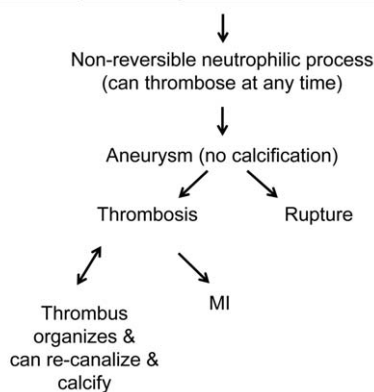 Non-reversible neutrophilic process
(can thrombose at any time)
Aneurysm (no calcification)
Thrombosis
Rupture
Thrombus
organizes &
can re-canalize &
calcify
MI